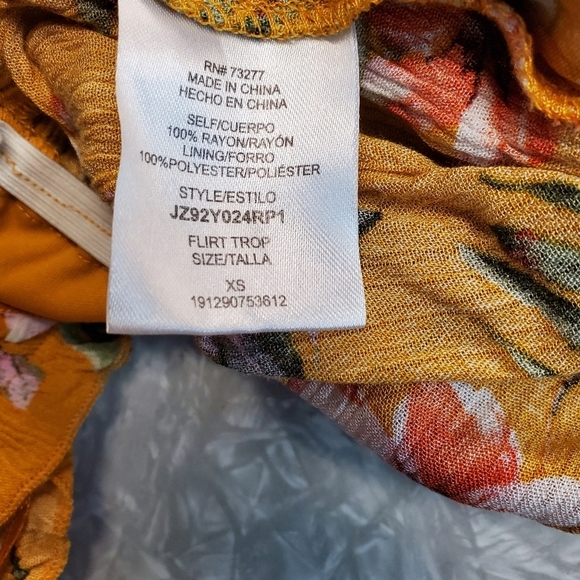 RN# 73277
MADE IN CHINA
HECHO EN CHINA
SELF/CUERPO
100% RAYON/RAYÓN
LINING/FORRO
100%POLYESTER/POLIÉSTER
STYLE/ESTILO
JZ92Y024RP1
FLIRT TROP
SIZE/TALLA
XS
191290753612